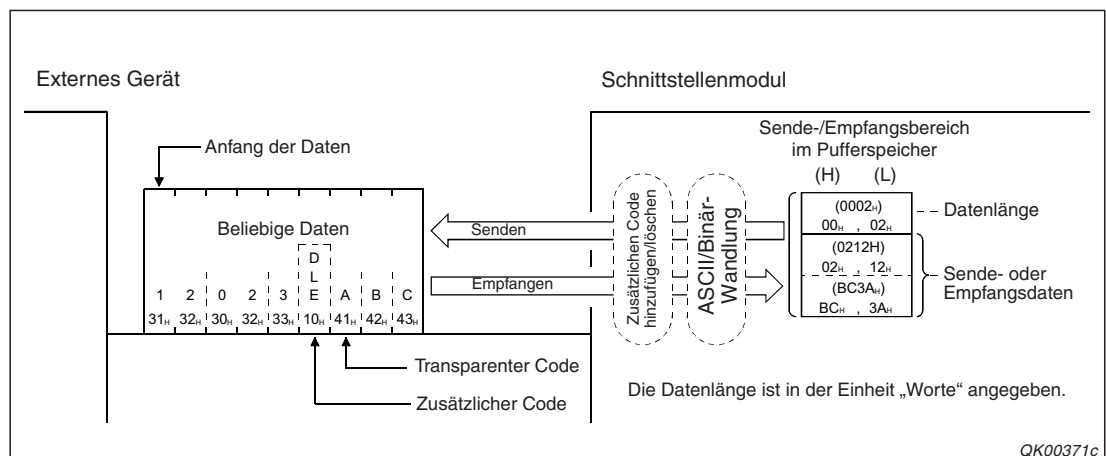 Externes Gerät
Schnittstellenmodul
Anfang der Daten
Beliebige Daten
D
L
1 2 0 2 3 E A B C
31H 32H 30H 32H 33H 10H 41H 42H 43H
Transparenter Code
Zusätzlicher Code
Senden
Empfangen
Zusätzlichen Code
hinzufügen/löschen
ASCII/Binär-
Wandlung
Sende-/Empfangsbereich
im Pufferspeicher
(H) (L)
(0002H)
00H , 02H
(0212H)
02H , 12H
(BC3AH)
BCH , 3AH
Datenlänge
Sende- oder
Empfangsdaten
Die Datenlänge ist in der Einheit „Worte“ angegeben.
QK00371c